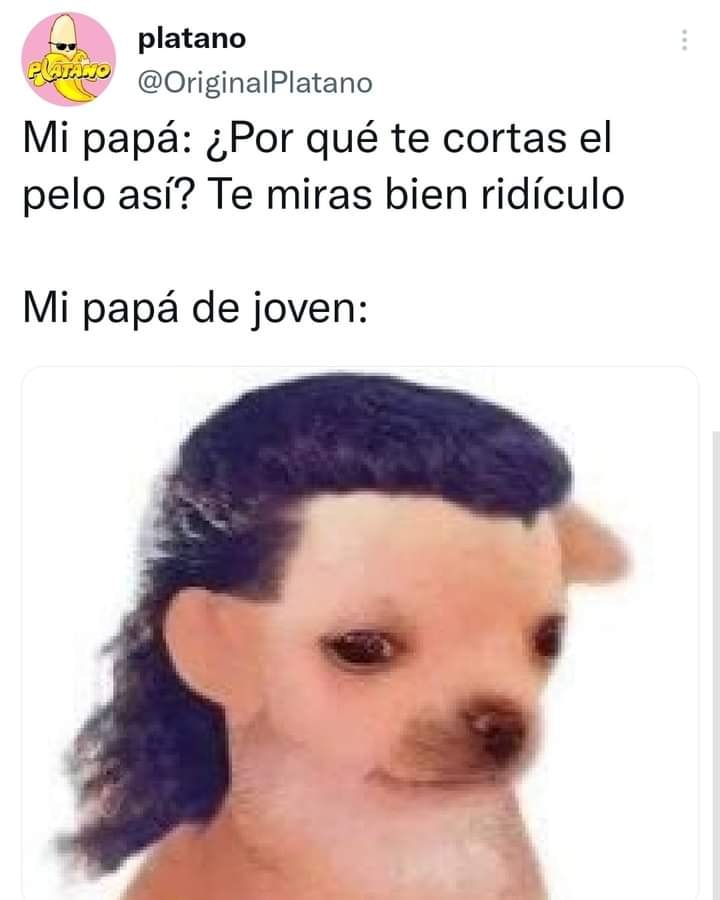 platano
PLATANO
@OriginalPlatano
Mi papá: ¿Por qué te cortas el
pelo así? Te miras bien ridículo
Mi papá de joven: